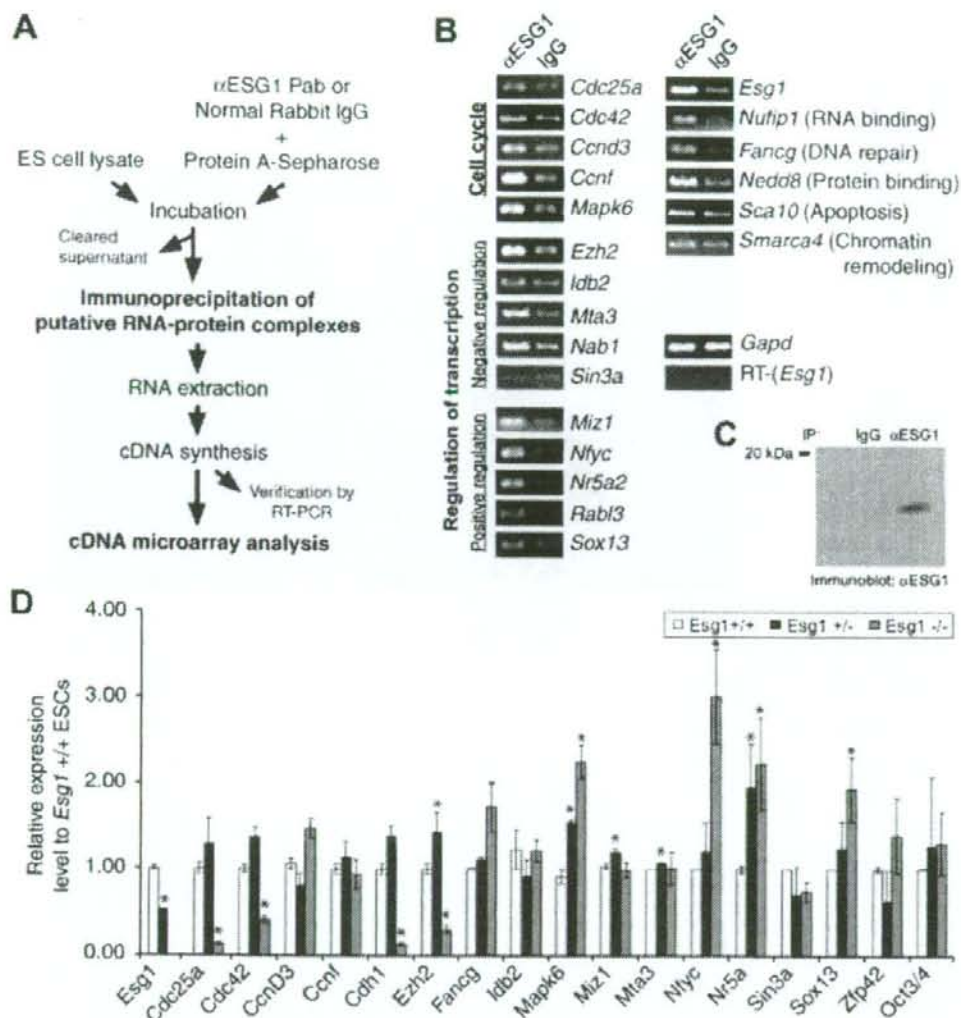 A
αESG1 Pab or
Normal Rabbit IgG
+
ES cell lysate
Protein A-Sepharose
Incubation
Cleared
supernatant
Immunoprecipitation of
putative RNA-protein complexes
RNA extraction
cDNA synthesis
Verification by
RT-PCR
cDNA microarray analysis
B
αESG1
IgG
Cell cycle
Cdc25a
Cdc42
Ccnd3
Ccnf
Mapk6
Regulation of transcription
Negative regulation
Ezh2
Idb2
Mta3
Nab1
Sin3a
Positive regulation
Miz1
Nfyc
Nr5a2
Rabl3
Sox13
αESG1
IgG
Esg1
Nufip1 (RNA binding)
Fancg (DNA repair)
Nedd8 (Protein binding)
Sca10 (Apoptosis)
Smarca4 (Chromatin
remodeling)
Gapd
RT-(Esg1)
C
IP: IgG αESG1
20 kDa
Immunoblot: αESG1
D
Relative expression
level to Esg1 +/+ ESCs
4.00
3.00
2.00
1.00
0.00
Esg1+/+ Esg1 +/- Esg1 -/-
* * * * * * * * * * * * * *
Esg1
Cdc25a
Cdc42
CcnD3
Ccnf
Cdh1
Ezh2
Fancg
Idb2
Mapk6
Miz1
Mta3
Nfyc
Nr5a
Sin3a
Sox13
Zfp42
Oct3/4